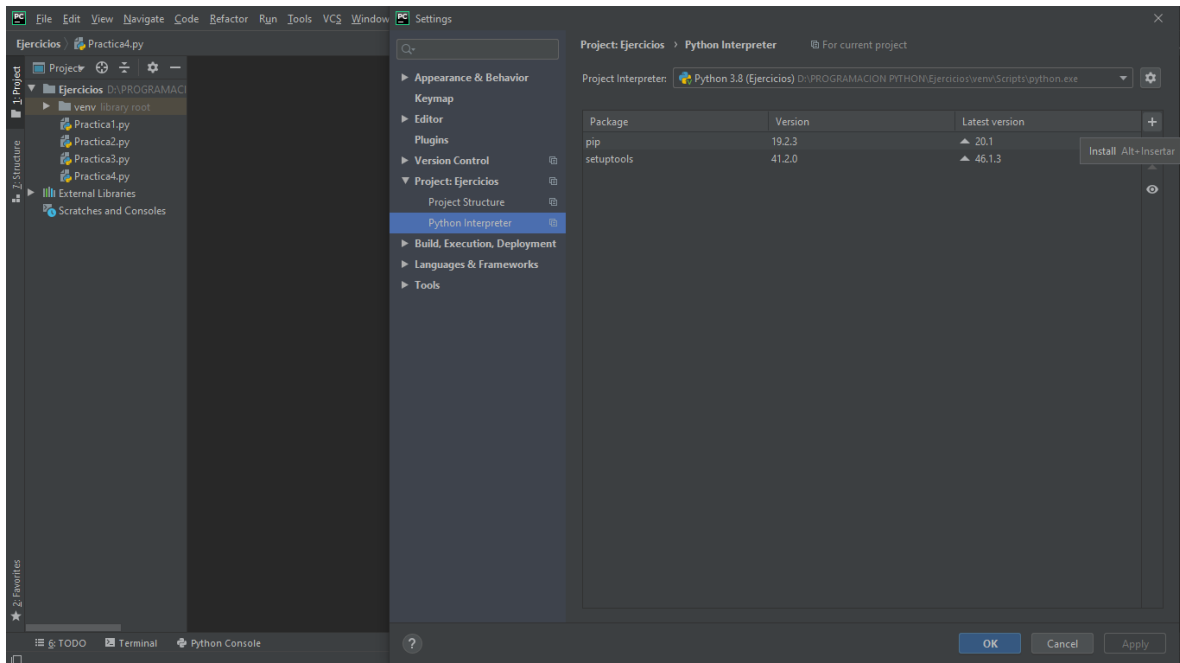 File Edit View Navigate Code Refactor Run Tools VCS Window
PC Settings
Ejercicios Practica4.py
Project
Ejercicios D:\PROGRAMACI
venv library root
Practica1.py
Practica2.py
Practica3.py
Practica4.py
External Libraries
Scratches and Consoles
1: Project
7: Structure
2: Favorites
Appearance & Behavior
Keymap
Editor
Plugins
Version Control
Project: Ejercicios
Project Structure
Python Interpreter
Build, Execution, Deployment
Languages & Frameworks
Tools
Project: Ejercicios › Python Interpreter For current project
Project Interpreter: Python 3.8 (Ejercicios) D:\PROGRAMACION PYTHON\Ejercicios\venv\Scripts\python.exe
Package Version Latest version
pip 19.2.3 20.1
setuptools 41.2.0 46.1.3
Install Alt+Insertar
6: TODO Terminal Python Console
? OK Cancel Apply